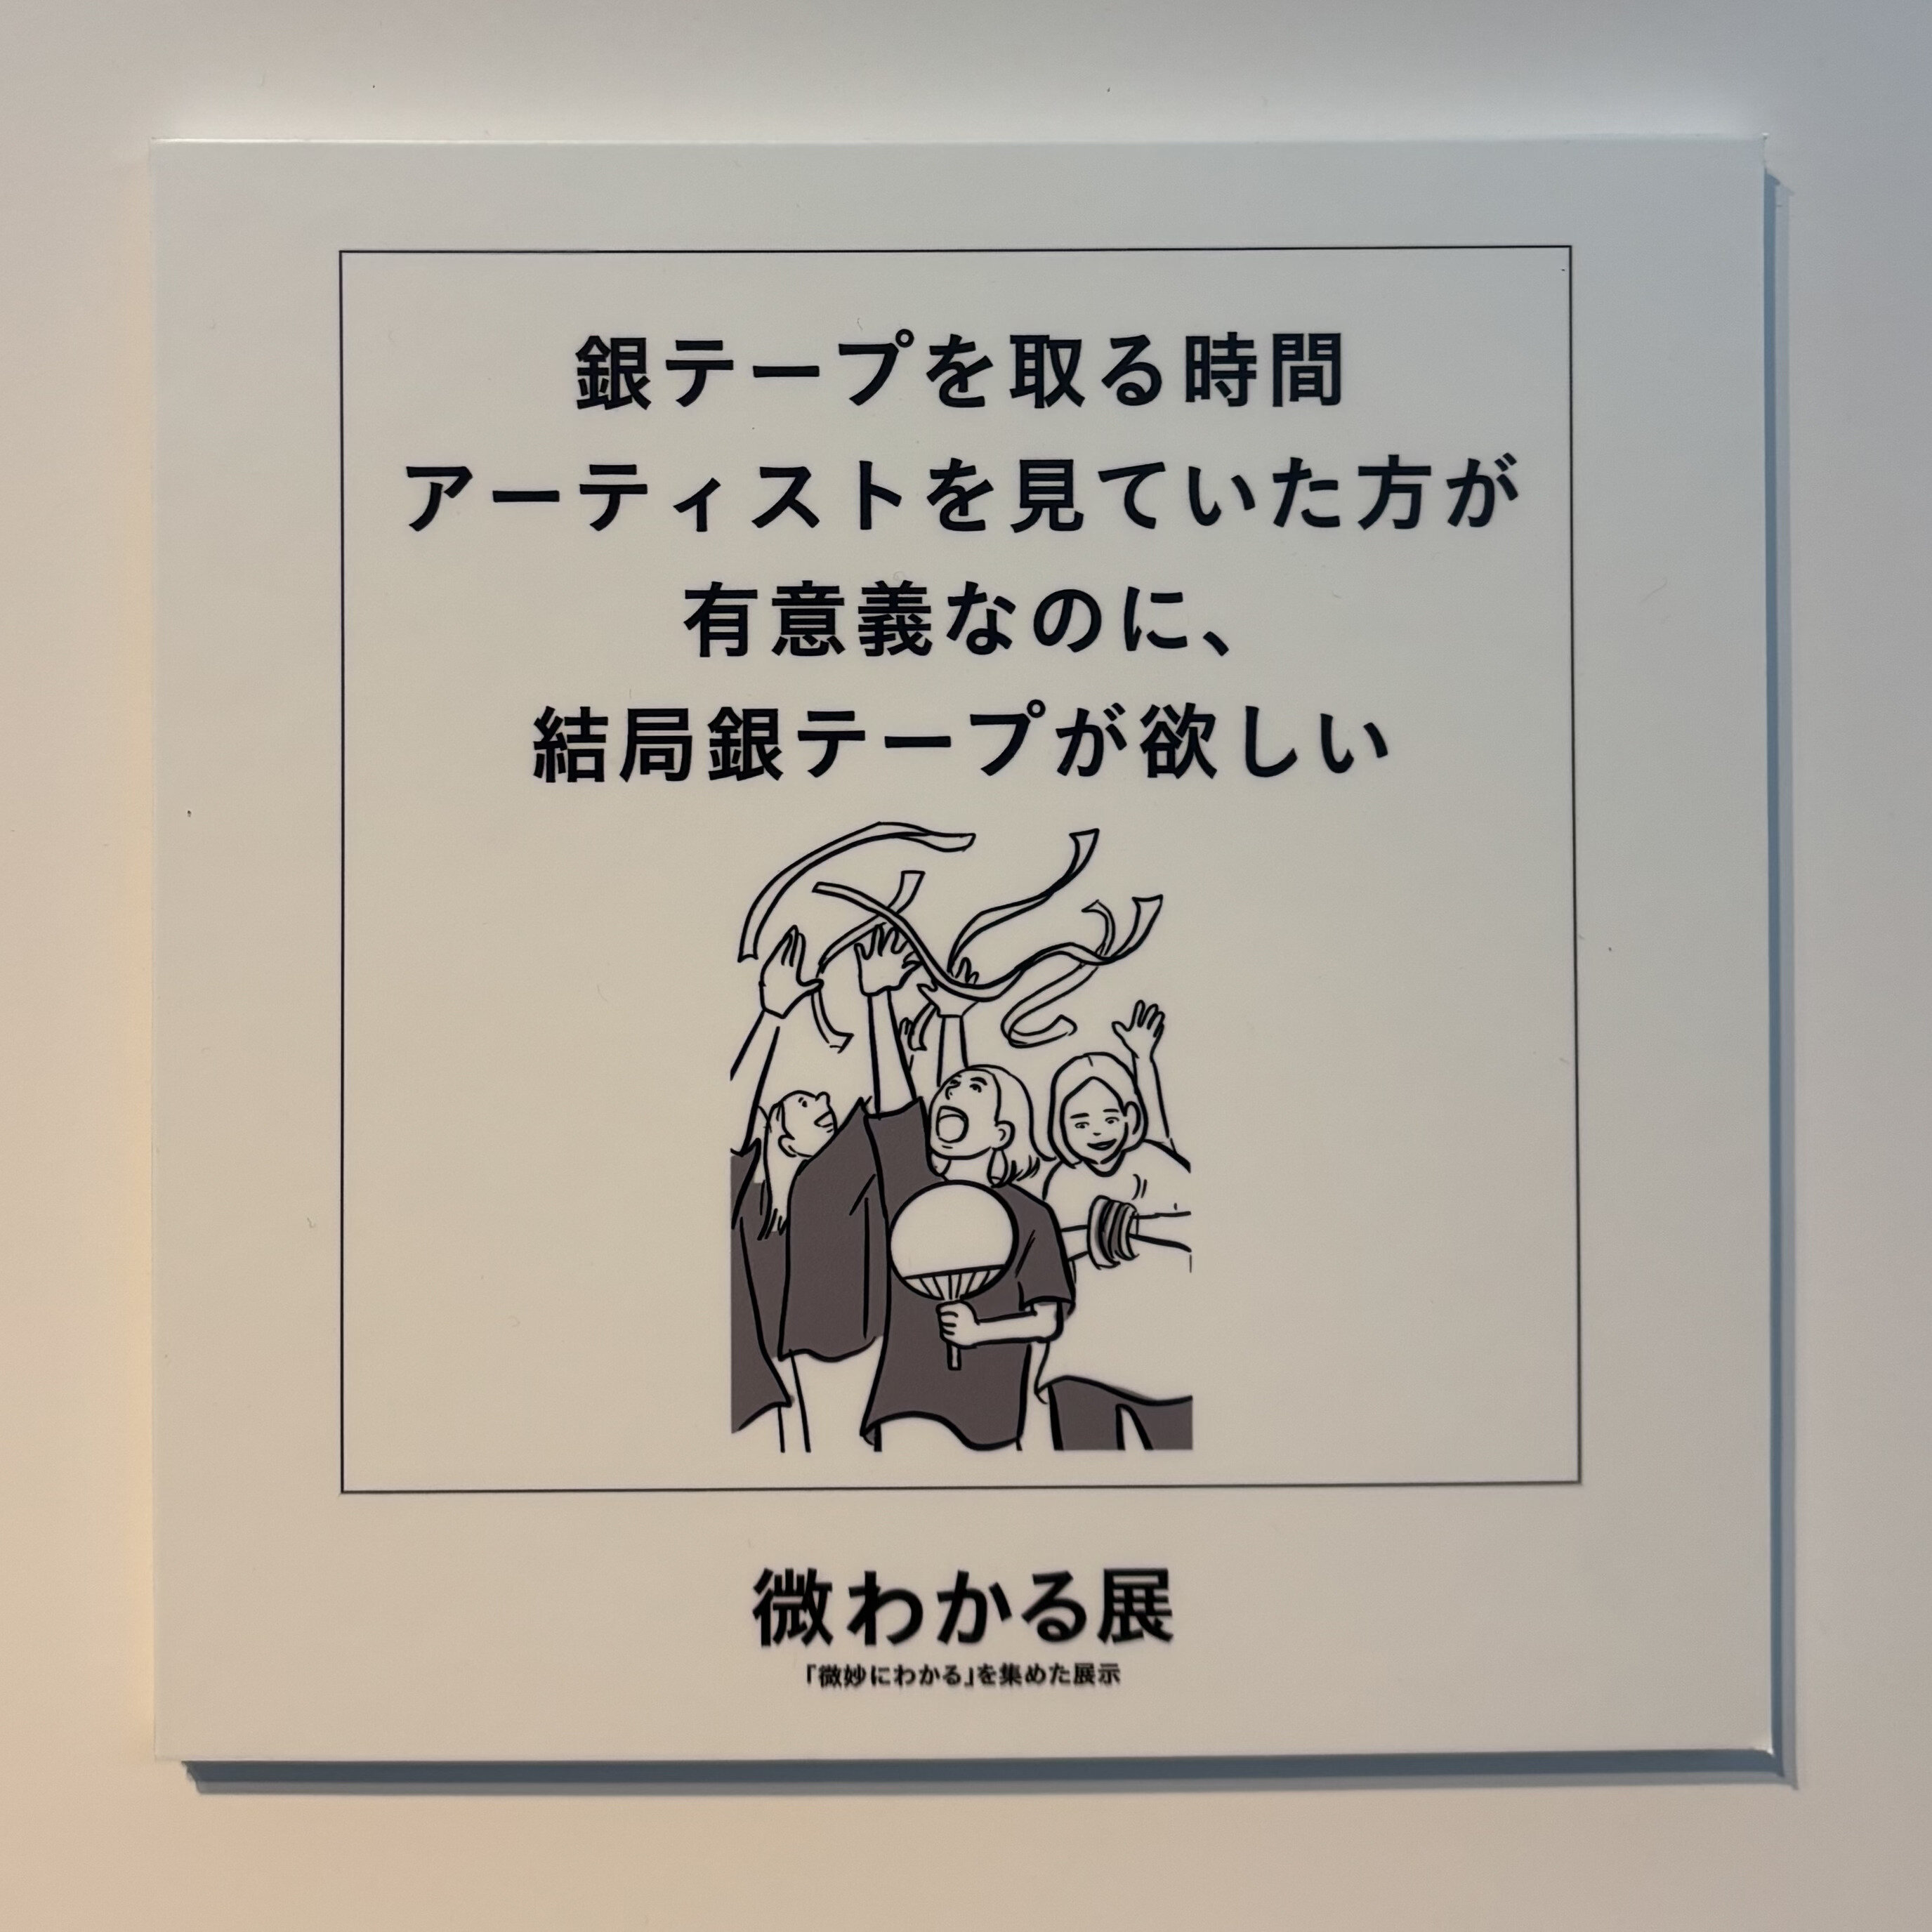 銀テープを取る時間
アーティストを見ていた方が
有意義なのに、
結局銀テープが欲しい
微わかる展
「微妙にわかる」を集めた展示